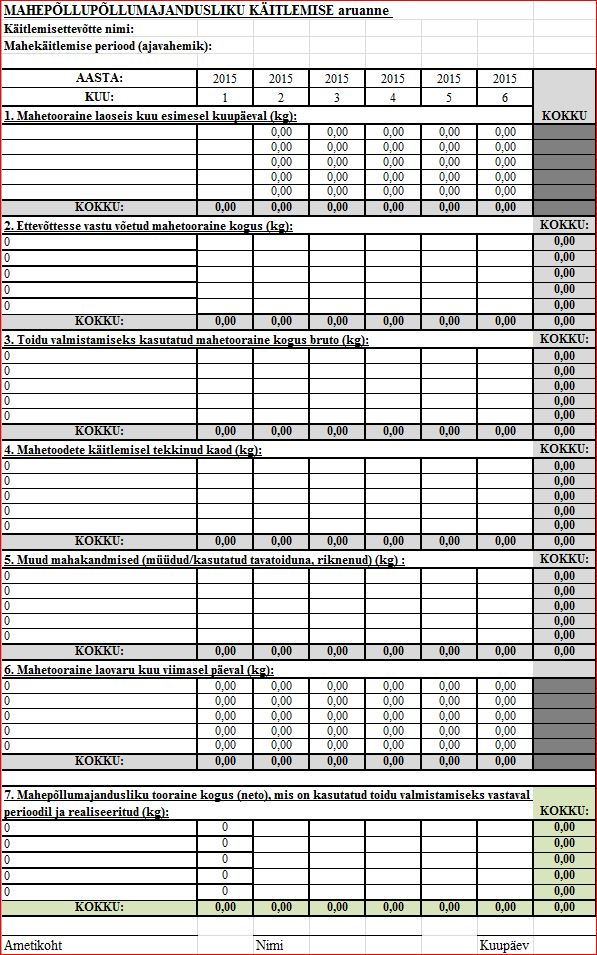 MAHEPÕLLUPÕLLUMAJANDUSLIKU KÄITLEMISE aruanne
Käitlemisettevõtte nimi:
Mahekäitlemise periood (ajavahemik):
AASTA: 2015 2015 2015 2015 2015 2015
KUU: 1 2 3 4 5 6
1. Mahetooraine laoseis kuu esimesel kuupäeval (kg): KOKKU
0,00 0,00 0,00 0,00 0,00
0,00 0,00 0,00 0,00 0,00
0,00 0,00 0,00 0,00 0,00
0,00 0,00 0,00 0,00 0,00
0,00 0,00 0,00 0,00 0,00
KOKKU: 0,00 0,00 0,00 0,00 0,00 0,00
2. Ettevõttesse vastu võetud mahetooraine kogus (kg): KOKKU:
0 0,00
0 0,00
0 0,00
0 0,00
0 0,00
KOKKU: 0,00 0,00 0,00 0,00 0,00 0,00 0,00
3. Toidu valmistamiseks kasutatud mahetooraine kogus bruto (kg): KOKKU:
0 0,00
0 0,00
0 0,00
0 0,00
0 0,00
KOKKU: 0,00 0,00 0,00 0,00 0,00 0,00 0,00
4. Mahetoodete käitlemisel tekkinud kaod (kg): KOKKU:
0 0,00
0 0,00
0 0,00
0 0,00
0 0,00
KOKKU: 0,00 0,00 0,00 0,00 0,00 0,00 0,00
5. Muud mahakandmised (müüdud/kasutatud tavatoiduna, riknenud) (kg) : KOKKU:
0 0,00
0 0,00
0 0,00
0 0,00
0 0,00
KOKKU: 0,00 0,00 0,00 0,00 0,00 0,00 0,00
6. Mahetooraine laovaru kuu viimasel päeval (kg):
0 0,00 0,00 0,00 0,00 0,00 0,00
0 0,00 0,00 0,00 0,00 0,00 0,00
0 0,00 0,00 0,00 0,00 0,00 0,00
0 0,00 0,00 0,00 0,00 0,00 0,00
0 0,00 0,00 0,00 0,00 0,00 0,00
KOKKU: 0,00 0,00 0,00 0,00 0,00 0,00
7. Mahepõllumajandusliku tooraine kogus (neto), mis on kasutatud toidu valmistamiseks vastaval
perioodil ja realiseeritud (kg): KOKKU:
0 0 0,00
0 0 0,00
0 0 0,00
0 0 0,00
0 0 0,00
KOKKU: 0,00 0,00 0,00 0,00 0,00 0,00 0,00
Ametikoht Nimi Kuupäev